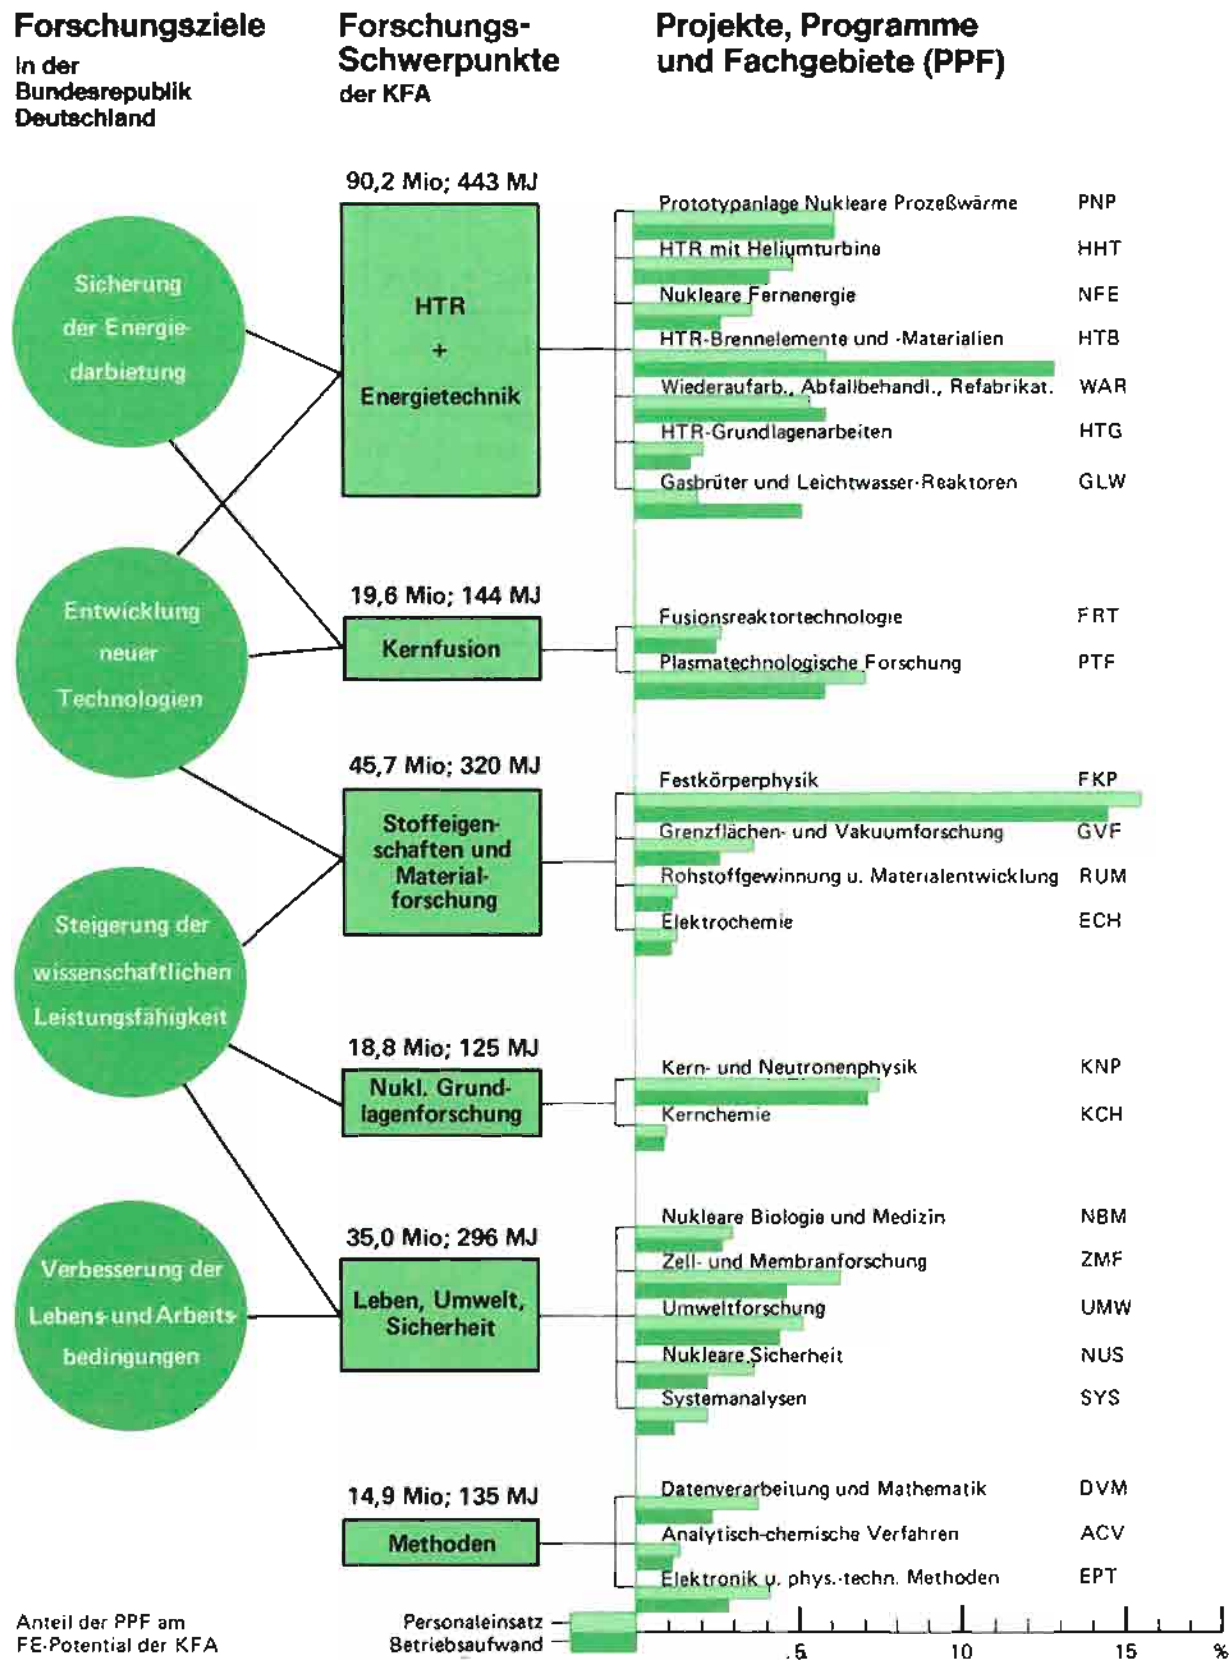 Forschungsziele
in der
Bundesrepublik
Deutschland
Forschungs-
Schwerpunkte
der KFA
Projekte, Programme
und Fachgebiete (PPF)
Sicherung
der Energie-
darbietung
Entwicklung
neuer
Technologien
Steigerung der
wissenschaftlichen
Leistungsfähigkeit
Verbesserung der
Lebens- und Arbeits-
bedingungen
90,2 Mio; 443 MJ
HTR
+
Energietechnik
Prototypanlage Nukleare Prozeßwärme PNP
HTR mit Heliumturbine HHT
Nukleare Fernenergie NFE
HTR-Brennelemente und -Materialien HTB
Wiederaufarb., Abfallbehandl., Refabrikat. WAR
HTR-Grundlagenarbeiten HTG
Gasbrüter und Leichtwasser-Reaktoren GLW
19,6 Mio; 144 MJ
Kernfusion
Fusionsreaktortechnologie FRT
Plasmatechnologische Forschung PTF
45,7 Mio; 320 MJ
Stoffeigen-
schaften und
Material-
forschung
Festkörperphysik FKP
Grenzflächen- und Vakuumforschung GVF
Rohstoffgewinnung u. Materialentwicklung RUM
Elektrochemie ECH
18,8 Mio; 125 MJ
Nukl. Grund-
lagenforschung
Kern- und Neutronenphysik KNP
Kernchemie KCH
35,0 Mio; 296 MJ
Leben, Umwelt,
Sicherheit
Nukleare Biologie und Medizin NBM
Zell- und Membranforschung ZMF
Umweltforschung UMW
Nukleare Sicherheit NUS
Systemanalysen SYS
14,9 Mio; 135 MJ
Methoden
Datenverarbeitung und Mathematik DVM
Analytisch-chemische Verfahren ACV
Elektronik u. phys.-techn. Methoden EPT
Anteil der PPF am
FE-Potential der KFA
Personaleinsatz
Betriebsaufwand
5 10 15 %